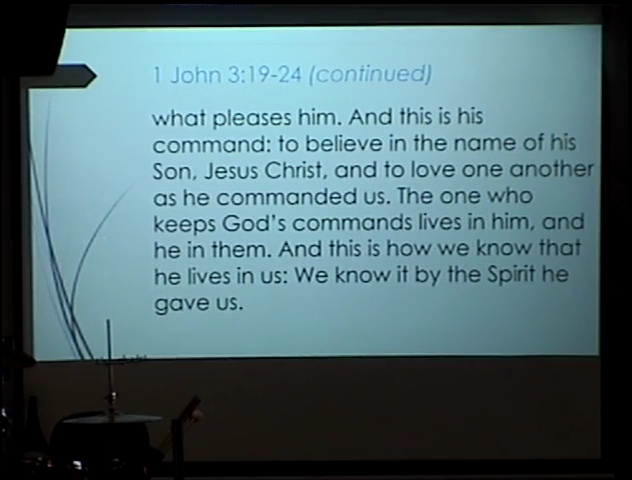 1 John 3:19-24 (continued)
what pleases him. And this is his
command: to believe in the name of his
Son, Jesus Christ, and to love one another
as he commanded us. The one who
keeps God's commands lives in him, and
he in them. And this is how we know that
he lives in us: We know it by the Spirit he
gave us.